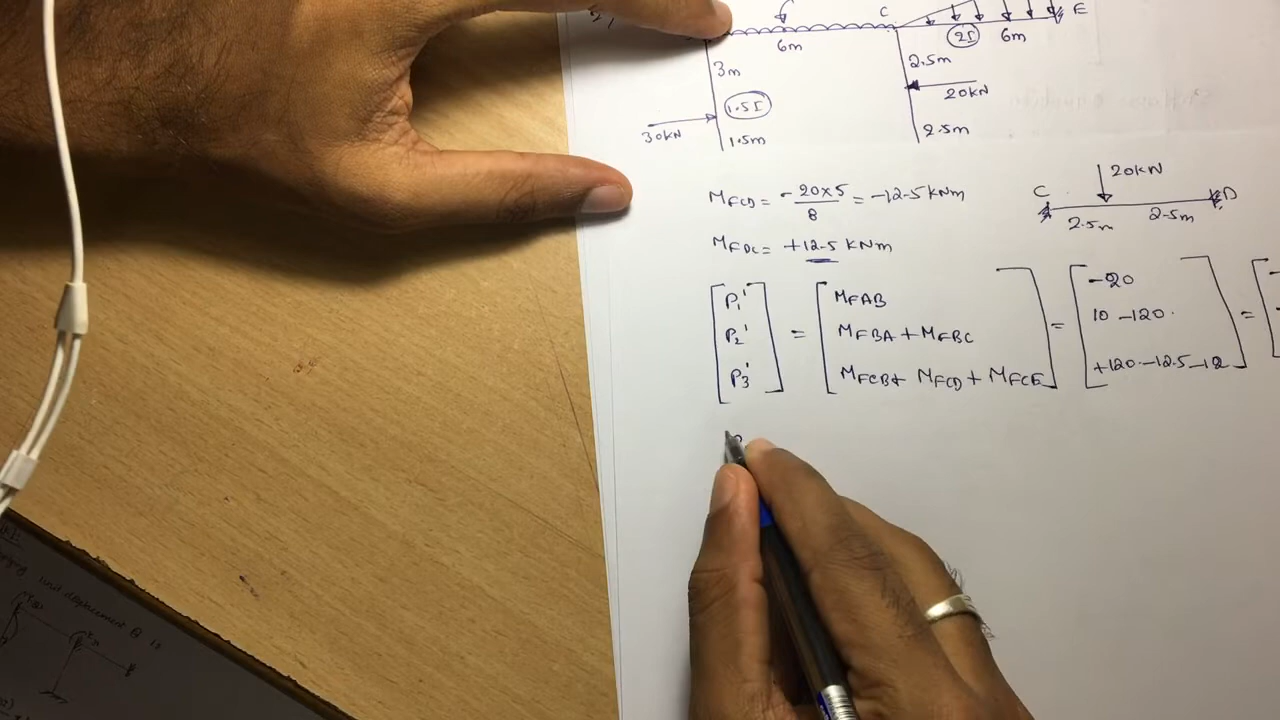 C
E
6m
2I
6m
3m
2.5m
1.5I
20kN
30kN
1.5m
2.5m
MFCD = -20×5/8 = -12.5 kNm
MFDC = +12.5 kNm
20kN
C
D
2.5m
2.5m
P1'
P2'
P3'
=
MFAB
MFBA + MFBC
MFCB + MFCD + MFCE
=
-20
10 -120
+120 -12.5 -12
=
unit displacement @